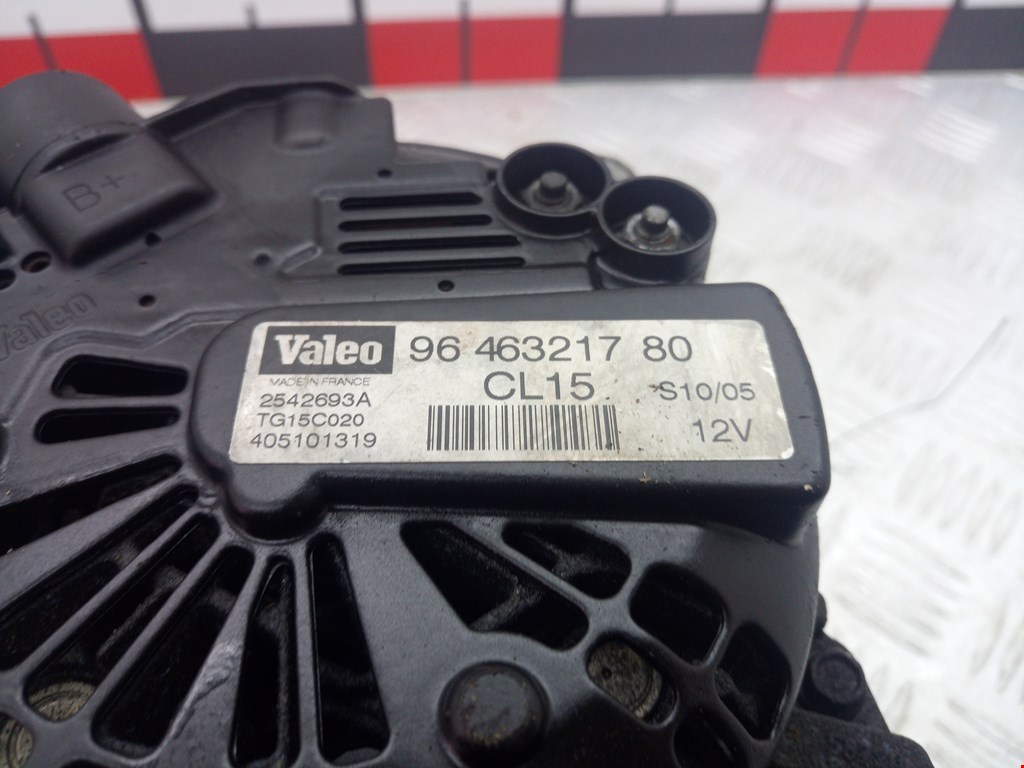 B+
Valeo
Valeo 96 463217 80
MADE IN FRANCE CL15 S10/05
2542693A
TG15C020
405101319 12V